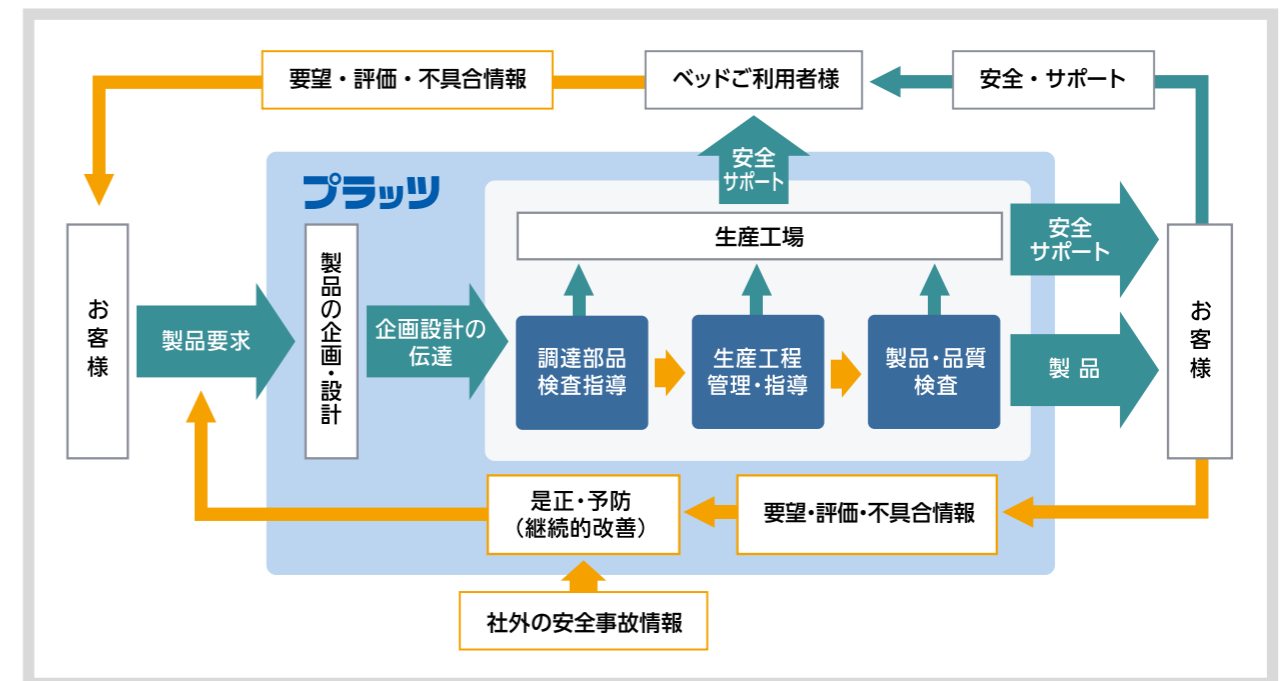 要望・評価・不具合情報
ベッドご利用者様
安全・サポート
安全
サポート
プラッツ
生産工場
安全
サポート
お客様
製品要求
製品の企画・設計
企画設計の
伝達
調達部品
検査指導
生産工程
管理・指導
製品・品質
検査
製品
お客様
是正・予防
（継続的改善）
要望・評価・不具合情報
社外の安全事故情報